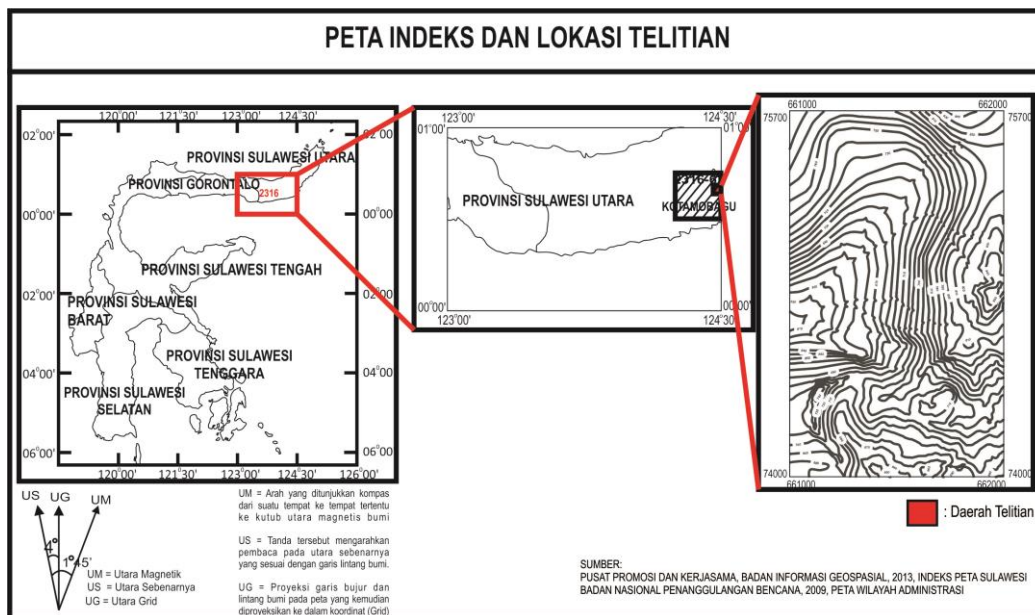 PETA INDEKS DAN LOKASI TELITIAN
120°00' 121°30' 123°00' 124°30'
02°00' 02°00'
PROVINSI SULAWESI UTARA
PROVINSI GORONTALO
2316
00°00' 00°00'
PROVINSI SULAWESI TENGAH
02°00' 02°00'
PROVINSI SULAWESI
BARAT
PROVINSI SULAWESI
TENGGARA
04°00' 04°00'
PROVINSI SULAWESI
SELATAN
06°00' 06°00'
120°00' 121°30' 123°00' 124°30' 126°00'
123°00' 124°30'
01°00' 01°00'
PROVINSI SULAWESI UTARA
KOTAMOBAGU
00°00' 00°00'
123°00' 124°30'
661000 662000
75700 75700
74000 74000
661000 662000
: Daerah Telitian
US UG UM
4° 1°45'
UM = Utara Magnetik
US = Utara Sebenarnya
UG = Utara Grid
UM = Arah yang ditunjukkan kompas
dari suatu tempat ke tempat tertentu
ke kutub utara magnetis bumi
US = Tanda tersebut mengarahkan
pembaca pada utara sebenarnya
yang sesuai dengan garis lintang bumi.
UG = Proyeksi garis bujur dan
lintang bumi pada peta yang kemudian
diproyeksikan ke dalam koordinat (Grid)
SUMBER:
PUSAT PROMOSI DAN KERJASAMA, BADAN INFORMASI GEOSPASIAL, 2013, INDEKS PETA SULAWESI
BADAN NASIONAL PENANGGULANGAN BENCANA, 2009, PETA WILAYAH ADMINISTRASI